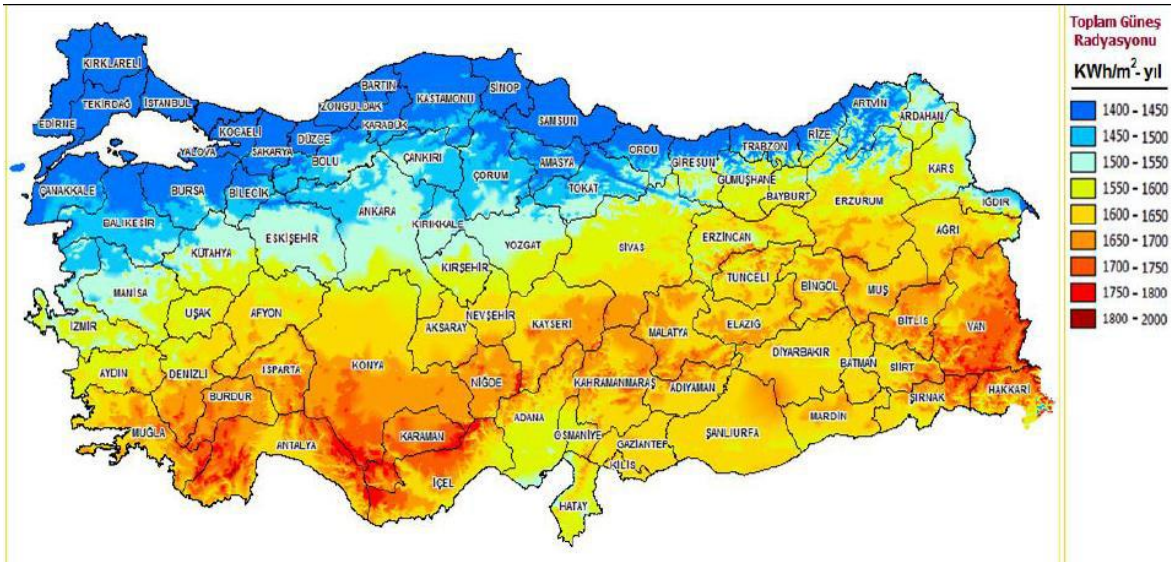 Toplam Güneş
Radyasyonu
KWh/m²- yıl
1400 - 1450
1450 - 1500
1500 - 1550
1550 - 1600
1600 - 1650
1650 - 1700
1700 - 1750
1750 - 1800
1800 - 2000
KIRKLARELİ
TEKİRDAĞ
İSTANBUL
EDİRNE
KOCAELİ
YALOVA
SAKARYA
DÜZCE
ZONGULDAK
BARTIN
KARABÜK
KASTAMONU
SİNOP
SAMSUN
ORDU
GİRESUN
TRABZON
RİZE
ARTVİN
ARDAHAN
ÇANAKKALE
BURSA
BİLECİK
BOLU
ÇANKIRI
ÇORUM
AMASYA
TOKAT
GÜMÜŞHANE
BAYBURT
KARS
BALIKESİR
KÜTAHYA
ESKİŞEHİR
ANKARA
KIRIKKALE
YOZGAT
SİVAS
ERZİNCAN
ERZURUM
IĞDIR
AĞRI
MANİSA
KIRŞEHİR
TUNCELİ
BİNGÖL
MUŞ
İZMİR
UŞAK
AFYON
AKSARAY
NEVŞEHİR
KAYSERİ
MALATYA
ELAZIĞ
BİTLİS
VAN
AYDIN
DENİZLİ
ISPARTA
BURDUR
KONYA
NİĞDE
KAHRAMANMARAŞ
ADIYAMAN
DİYARBAKIR
BATMAN
SİİRT
ŞIRNAK
HAKKARİ
MUĞLA
ANTALYA
KARAMAN
İÇEL
ADANA
OSMANİYE
GAZİANTEP
KİLİS
ŞANLIURFA
MARDİN
HATAY